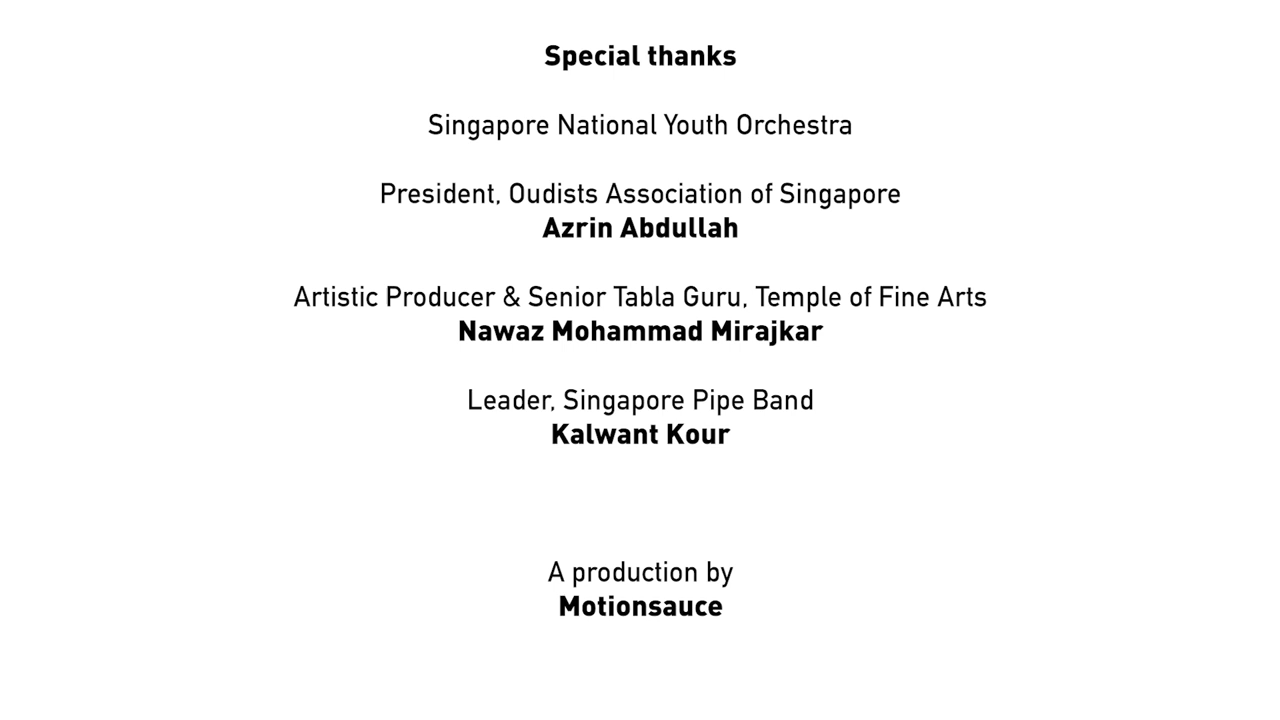 Special thanks
Singapore National Youth Orchestra
President, Oudists Association of Singapore
Azrin Abdullah
Artistic Producer & Senior Tabla Guru, Temple of Fine Arts
Nawaz Mohammad Mirajkar
Leader, Singapore Pipe Band
Kalwant Kour
A production by
Motionsauce